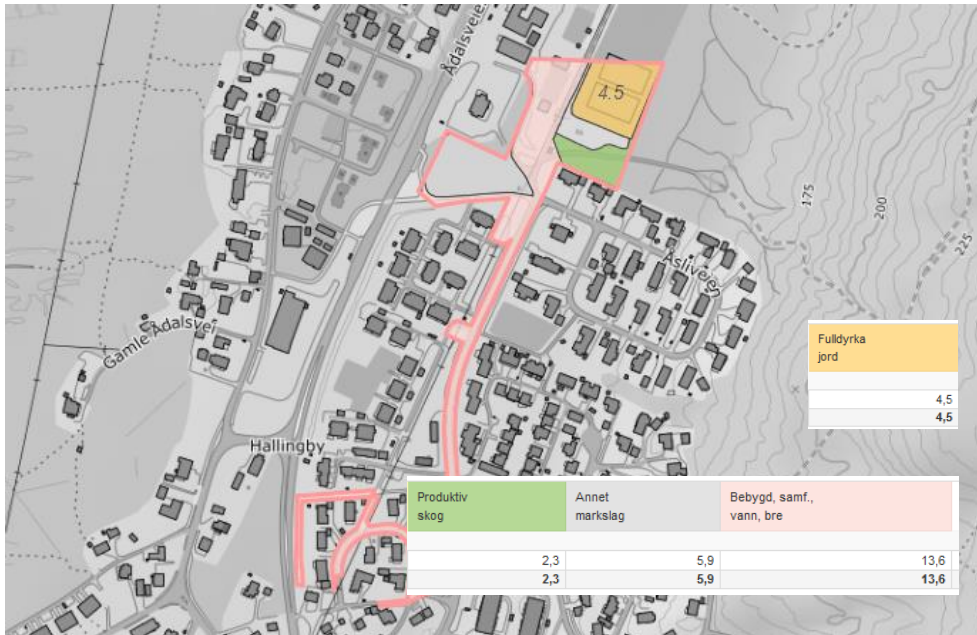 Ådalsveien
4.5
175
200
225
Åsliveien
Gamle Ådalsvei
Hallingby
Fulldyrka
jord
4,5
4,5
Produktiv
skog
Annet
markslag
Bebygd, samf.,
vann, bre
2,3 5,9 13,6
2,3 5,9 13,6